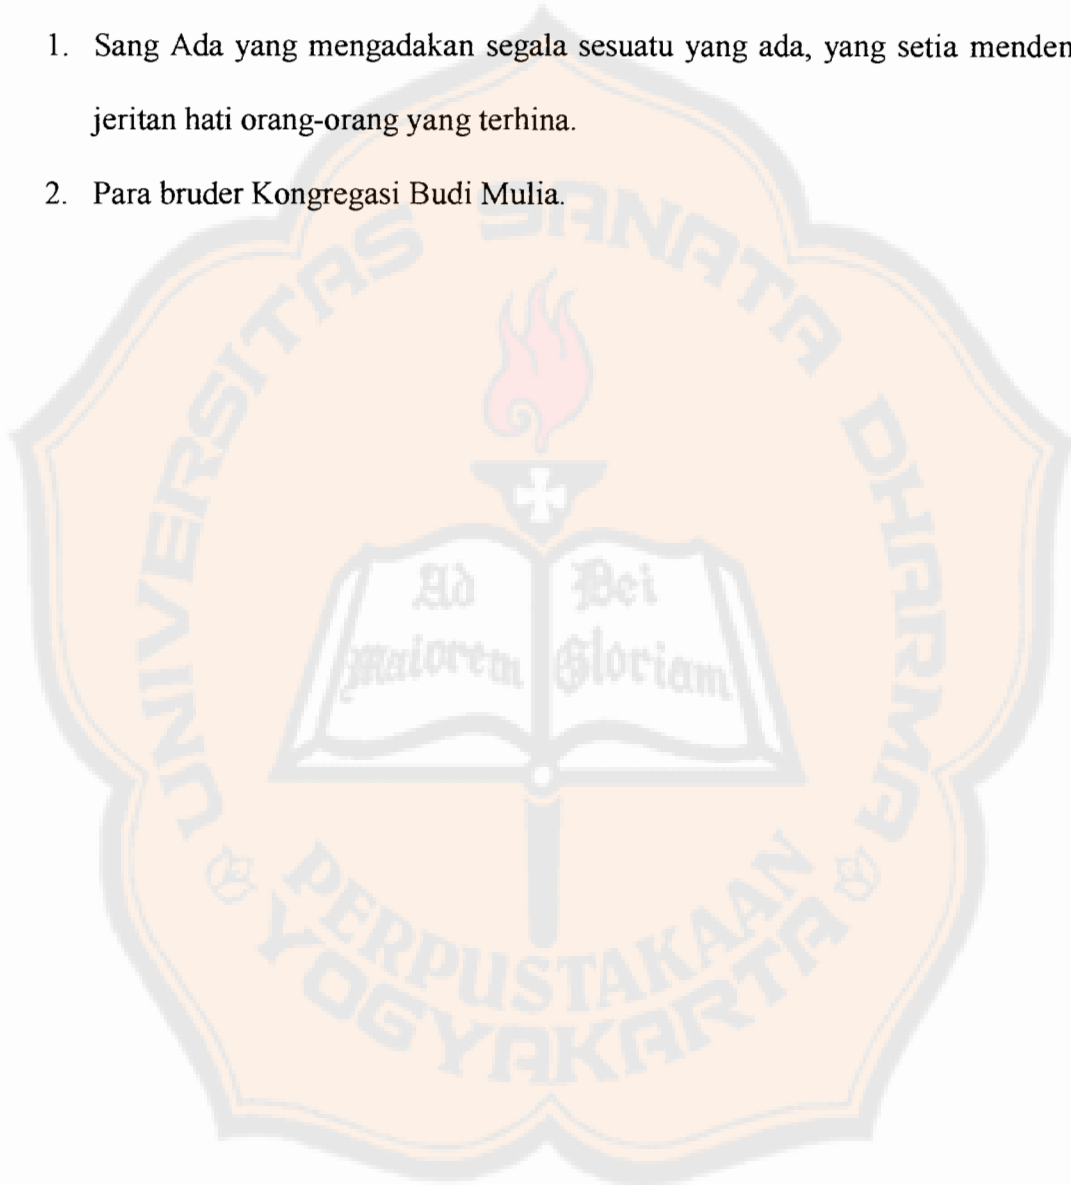 1. Sang Ada yang mengadakan segala sesuatu yang ada, yang setia menden
jeritan hati orang-orang yang terhina.
2. Para bruder Kongregasi Budi Mulia.
UNIVERSITAS SANATA DHARMA
Ad Dei
maiorem Gloriam
PERPUSTAKAAN
YOGYAKARTA